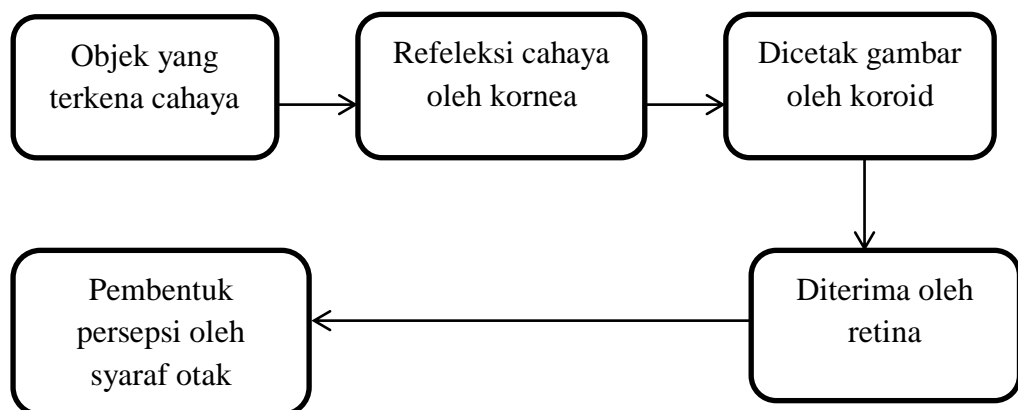 Objek yang
terkena cahaya
Refeleksi cahaya
oleh kornea
Dicetak gambar
oleh koroid
Diterima oleh
retina
Pembentuk
persepsi oleh
syaraf otak